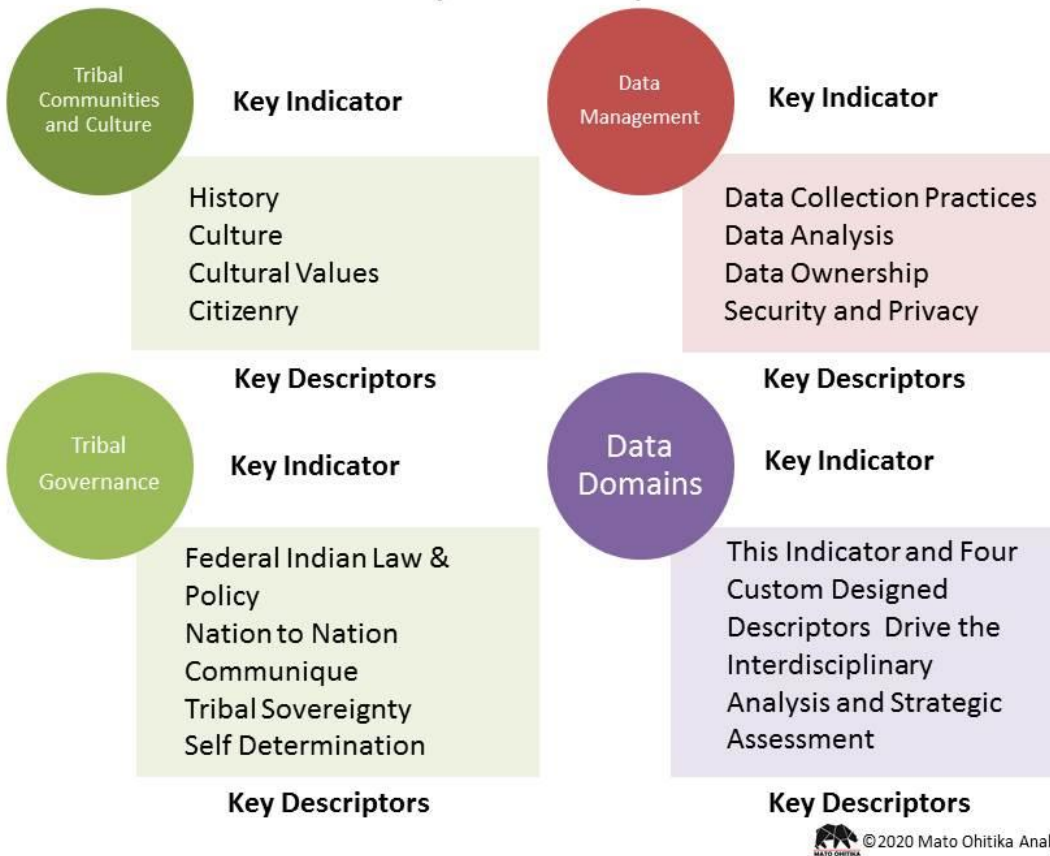 Tribal
Communities
and Culture
Key Indicator
History
Culture
Cultural Values
Citizenry
Key Descriptors
Data
Management
Key Indicator
Data Collection Practices
Data Analysis
Data Ownership
Security and Privacy
Key Descriptors
Tribal
Governance
Key Indicator
Federal Indian Law &
Policy
Nation to Nation
Communique
Tribal Sovereignty
Self Determination
Key Descriptors
Data
Domains
Key Indicator
This Indicator and Four
Custom Designed
Descriptors Drive the
Interdisciplinary
Analysis and Strategic
Assessment
Key Descriptors
MATO OHITIKA
©2020 Mato Ohitika Anal